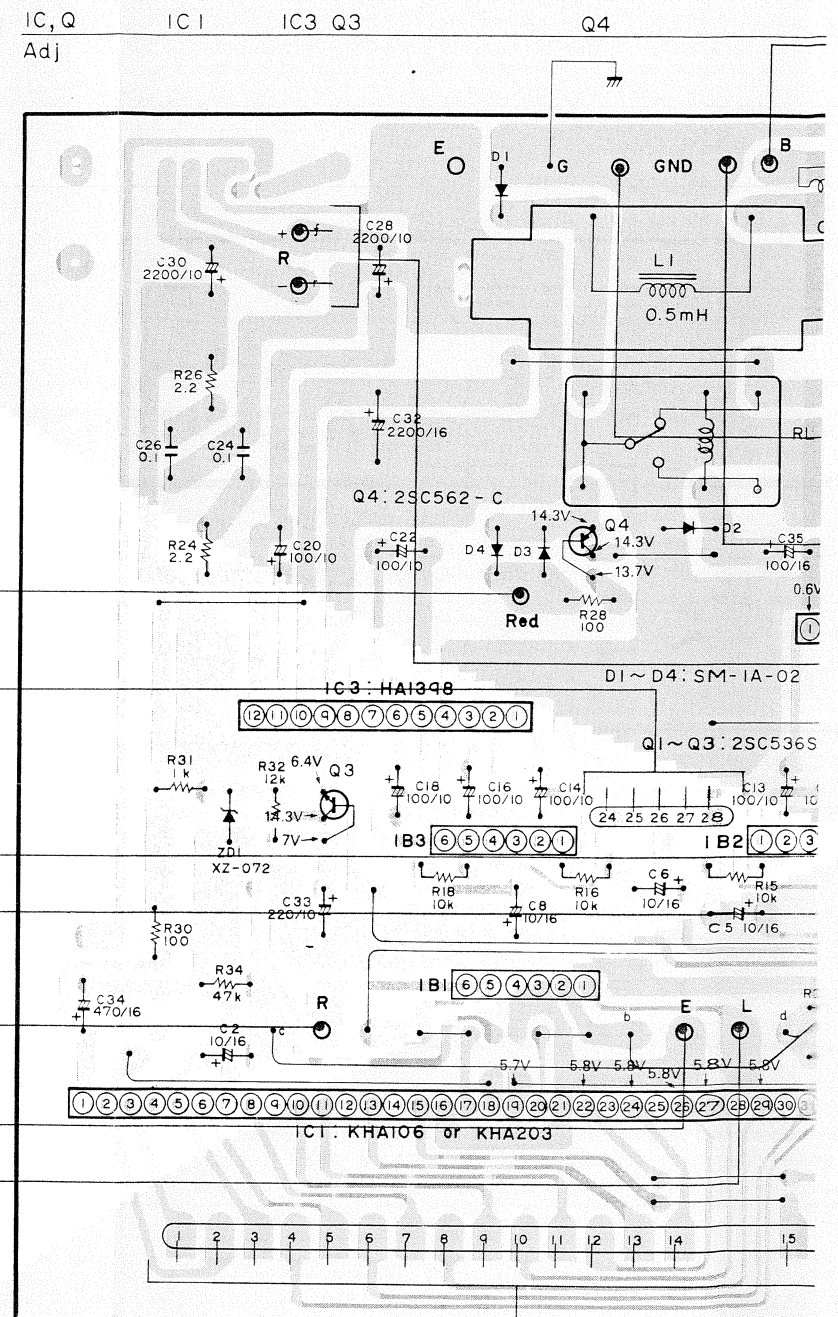 IC, Q IC1 IC3 Q3 Q4
Adj
E D1 G GND B
C28
2200/10
+
R
−
C30
2200/10
+
L1
0.5mH
R26
2.2
C32
2200/16
+
RL
C26
0.1
C24
0.1
Q4: 2SC562-C
14.3V
Q4
14.3V
13.7V
D2
R24
2.2
C20
100/10
+
C22
100/10
+
D4
D3
C35
100/16
+
R28
100
Red
0.6V
1
D1~D4: SM-1A-02
IC3: HA1398
12 11 10 9 8 7 6 5 4 3 2 1
Q1~Q3: 2SC536S
R31
1k
R32
12k
6.4V
Q3
14.3V
7V
C18
100/10
+
C16
100/10
+
C14
100/10
+
C13
100/10
+
24 25 26 27 28
ZD1
XZ-072
IB3 6 5 4 3 2 1
IB2 1 2 3
R18
10k
R16
10k
C6
10/16
+
R15
10k
C33
220/10
+
−
C8
10/16
+
C5 10/16
+
R30
100
R34
47k
IB1 6 5 4 3 2 1
C34
470/16
+
C2
10/16
+
c
R
b
E
L
d
5.7V 5.8V 5.8V 5.8V 5.8V 5.8V
1 2 3 4 5 6 7 8 9 10 11 12 13 14 15 16 17 18 19 20 21 22 23 24 25 26 27 28 29 30 31
IC1: KHA106 or KHA203
1 2 3 4 5 6 7 8 9 10 11 12 13 14 15